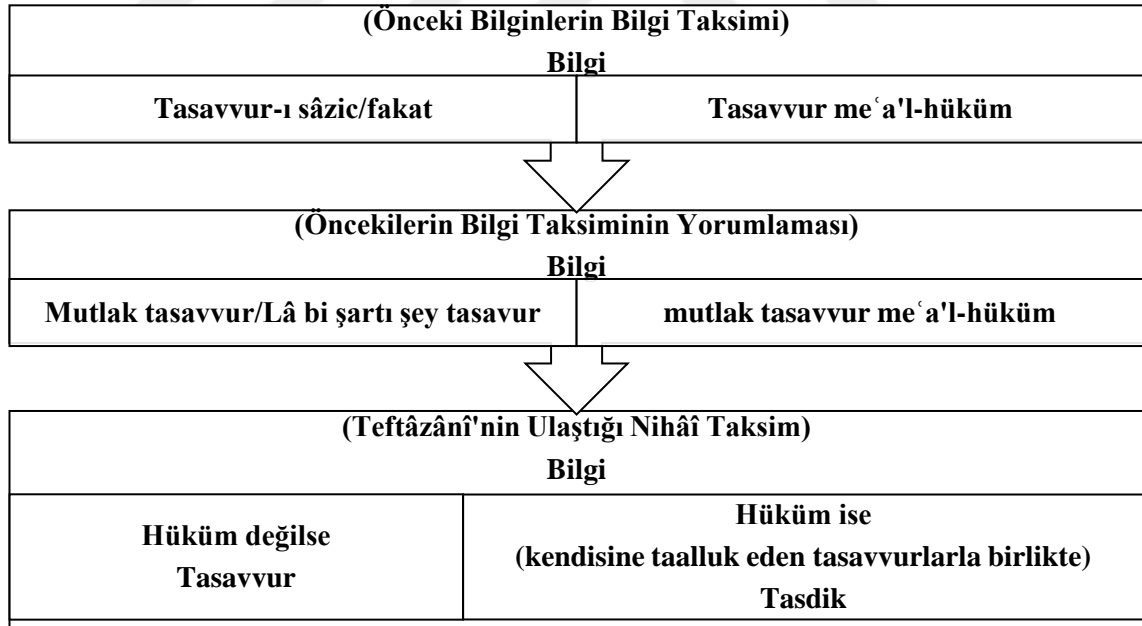 (Önceki Bilginlerin Bilgi Taksimi)
Bilgi
Tasavvur-ı sâzic/fakat
Tasavvur meʿa'l-hüküm
(Öncekilerin Bilgi Taksiminin Yorumlaması)
Bilgi
Mutlak tasavvur/Lâ bi şartı şey tasavur
mutlak tasavvur meʿa'l-hüküm
(Teftâzânî'nin Ulaştığı Nihâî Taksim)
Bilgi
Hüküm değilse
Tasavvur
Hüküm ise
(kendisine taalluk eden tasavvurlarla birlikte)
Tasdik